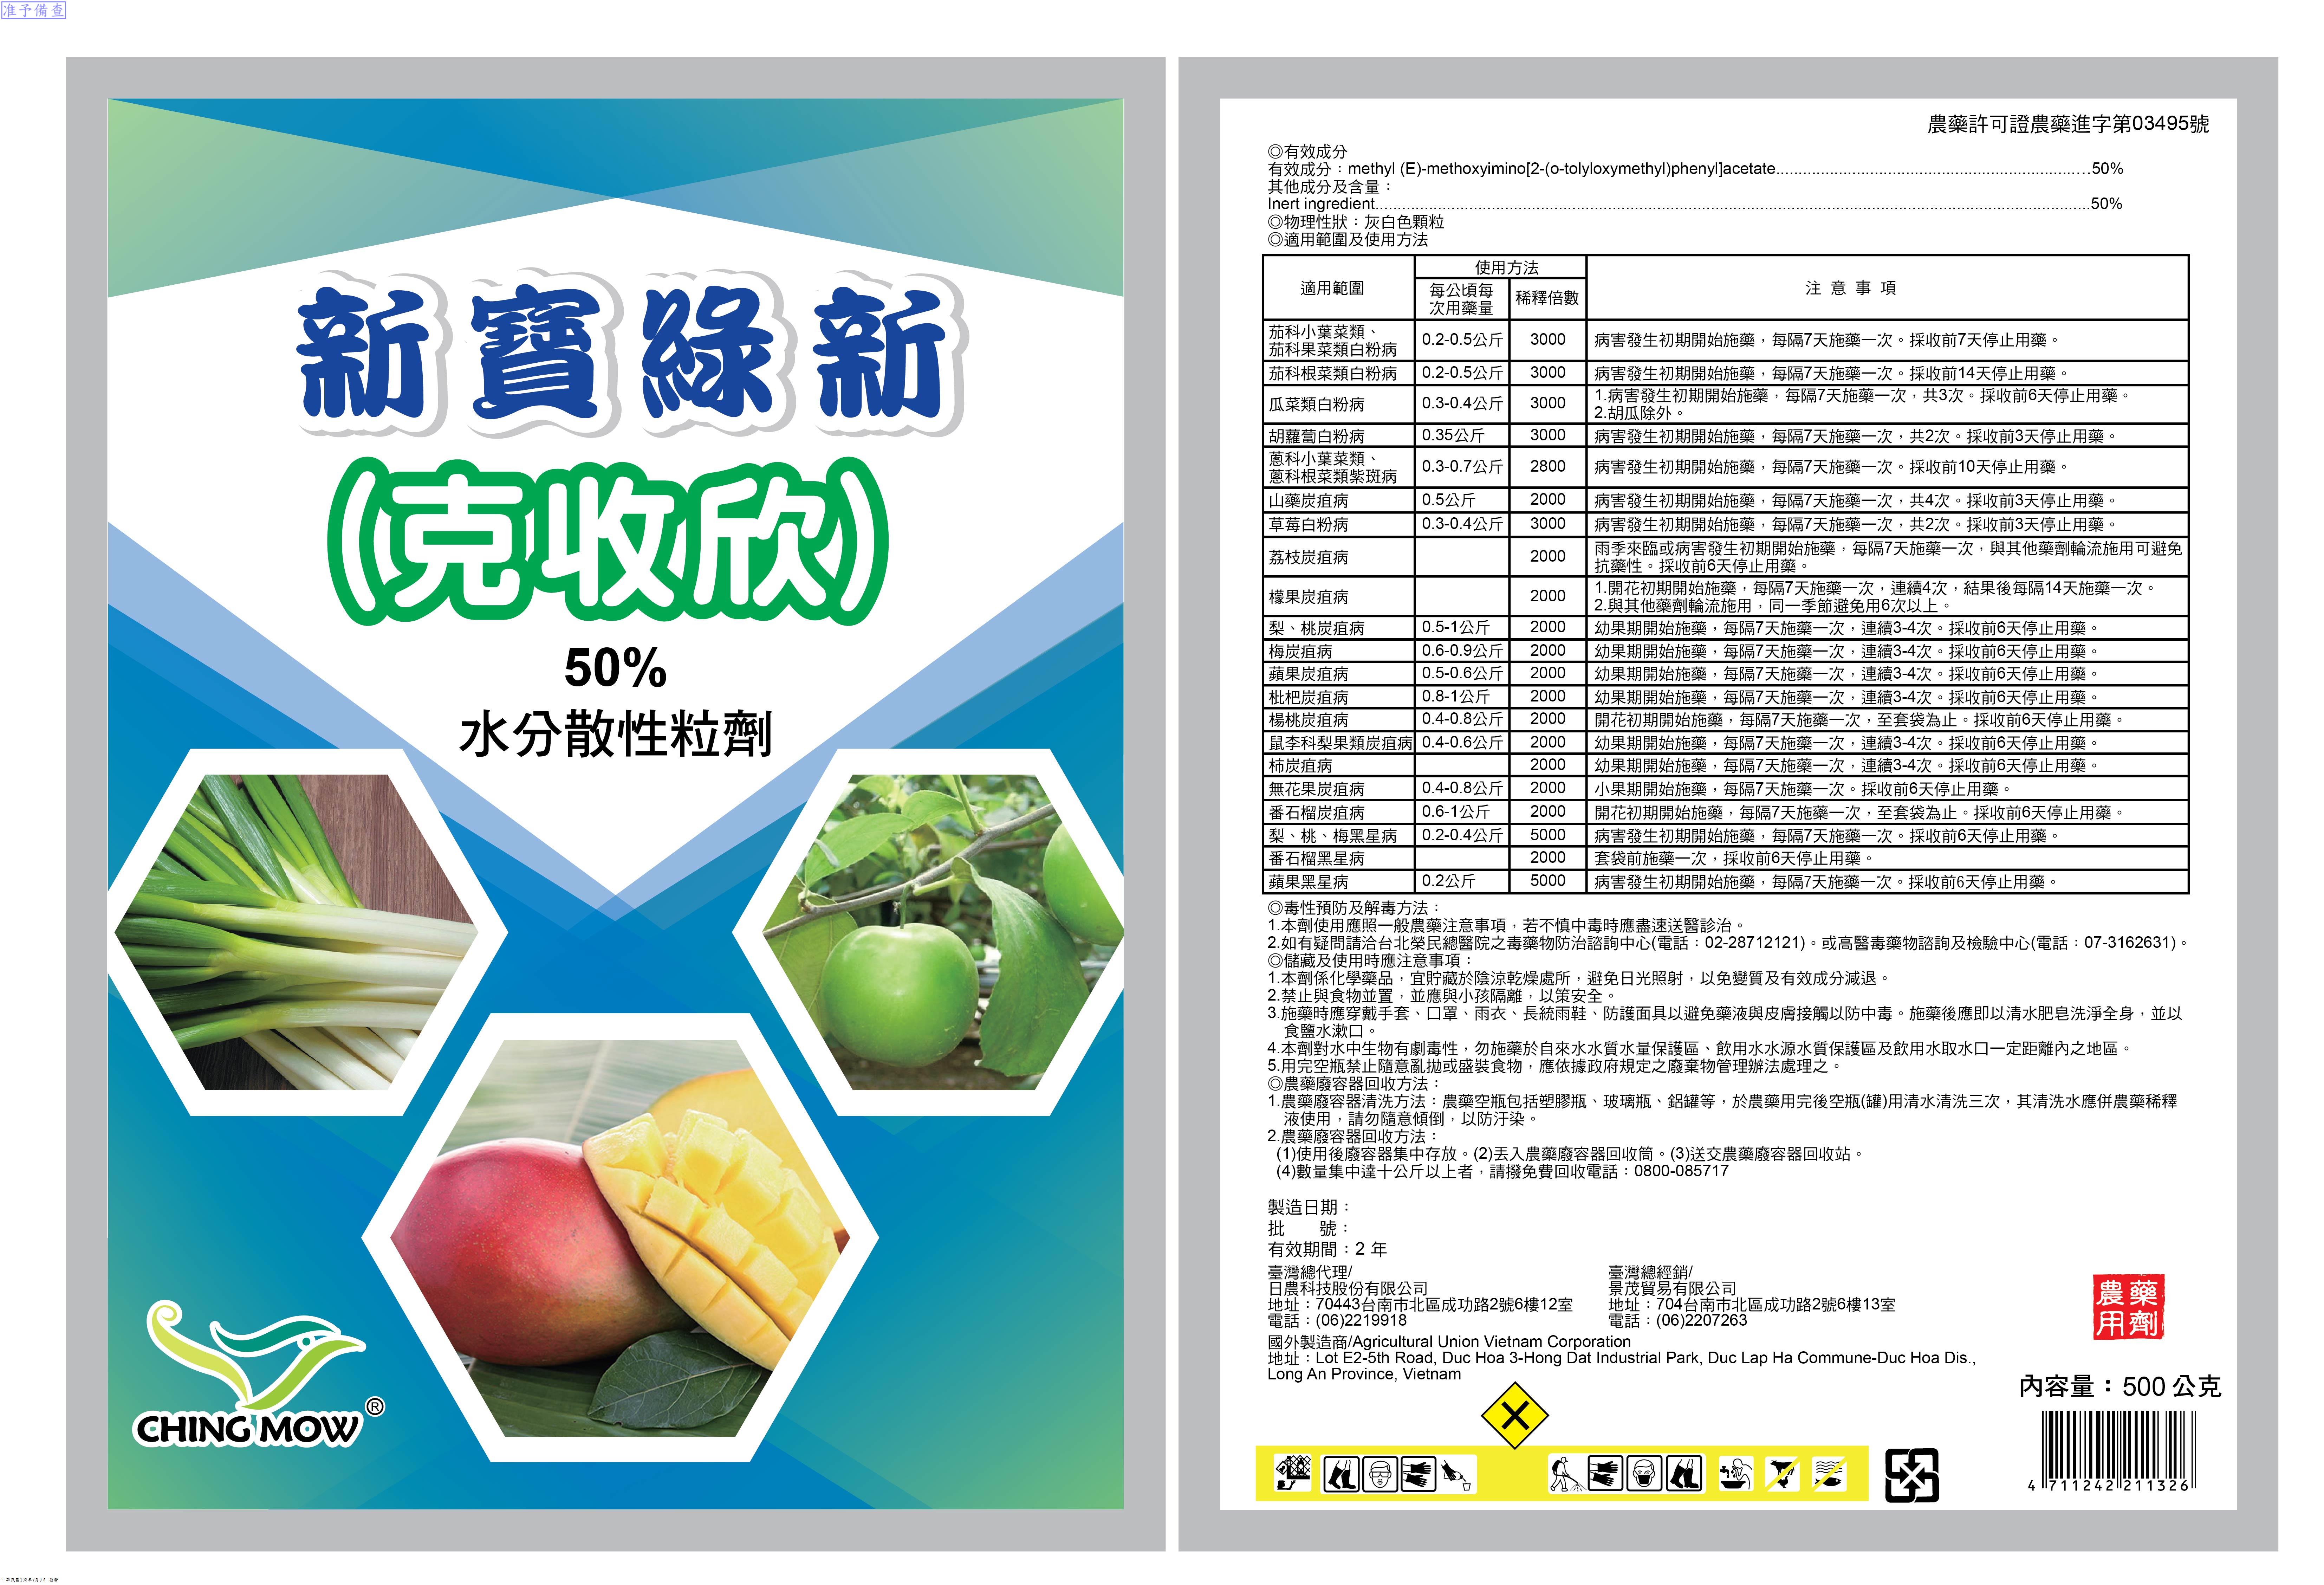 准予備查
新寶綠新
(克收欣)
50%
水分散性粒劑
CHING MOW®
農藥許可證農藥進字第03495號
◎有效成分
有效成分：methyl (E)-methoxyimino[2-(o-tolyloxymethyl)phenyl]acetate........50%
其他成分及含量：
Inert ingredient........50%
◎物理性狀：灰白色顆粒
◎適用範圍及使用方法
適用範圍 使用方法 注意事項
每公頃每次用藥量 稀釋倍數
茄科小葉菜類、茄科果菜類白粉病 0.2-0.5公斤 3000 病害發生初期開始施藥，每隔7天施藥一次。採收前7天停止用藥。
茄科根菜類白粉病 0.2-0.5公斤 3000 病害發生初期開始施藥，每隔7天施藥一次。採收前14天停止用藥。
瓜菜類白粉病 0.3-0.4公斤 3000 1.病害發生初期開始施藥，每隔7天施藥一次，共3次。採收前6天停止用藥。
2.胡瓜除外。
胡蘿蔔白粉病 0.35公斤 3000 病害發生初期開始施藥，每隔7天施藥一次，共2次。採收前3天停止用藥。
蔥科小葉菜類、蔥科根菜類紫斑病 0.3-0.7公斤 2800 病害發生初期開始施藥，每隔7天施藥一次。採收前10天停止用藥。
山藥炭疽病 0.5公斤 2000 病害發生初期開始施藥，每隔7天施藥一次，共4次。採收前3天停止用藥。
草莓白粉病 0.3-0.4公斤 3000 病害發生初期開始施藥，每隔7天施藥一次，共2次。採收前3天停止用藥。
荔枝炭疽病 2000 雨季來臨或病害發生初期開始施藥，每隔7天施藥一次，與其他藥劑輪流施用可避免
抗藥性。採收前6天停止用藥。
檬果炭疽病 2000 1.開花初期開始施藥，每隔7天施藥一次，連續4次，結果後每隔14天施藥一次。
2.與其他藥劑輪流施用，同一季節避免用6次以上。
梨、桃炭疽病 0.5-1公斤 2000 幼果期開始施藥，每隔7天施藥一次，連續3-4次。採收前6天停止用藥。
梅炭疽病 0.6-0.9公斤 2000 幼果期開始施藥，每隔7天施藥一次，連續3-4次。採收前6天停止用藥。
蘋果炭疽病 0.5-0.6公斤 2000 幼果期開始施藥，每隔7天施藥一次，連續3-4次。採收前6天停止用藥。
枇杷炭疽病 0.8-1公斤 2000 幼果期開始施藥，每隔7天施藥一次，連續3-4次。採收前6天停止用藥。
楊桃炭疽病 0.4-0.8公斤 2000 開花初期開始施藥，每隔7天施藥一次，至套袋為止。採收前6天停止用藥。
鼠李科梨果類炭疽病 0.4-0.6公斤 2000 幼果期開始施藥，每隔7天施藥一次，連續3-4次。採收前6天停止用藥。
柿炭疽病 2000 幼果期開始施藥，每隔7天施藥一次，連續3-4次。採收前6天停止用藥。
無花果炭疽病 0.4-0.8公斤 2000 小果期開始施藥，每隔7天施藥一次。採收前6天停止用藥。
番石榴炭疽病 0.6-1公斤 2000 開花初期開始施藥，每隔7天施藥一次，至套袋為止。採收前6天停止用藥。
梨、桃、梅黑星病 0.2-0.4公斤 5000 病害發生初期開始施藥，每隔7天施藥一次。採收前6天停止用藥。
番石榴黑星病 2000 套袋前施藥一次，採收前6天停止用藥。
蘋果黑星病 0.2公斤 5000 病害發生初期開始施藥，每隔7天施藥一次。採收前6天停止用藥。
◎毒性預防及解毒方法：
1.本劑使用應照一般農藥注意事項，若不慎中毒時應盡速送醫診治。
2.如有疑問請洽台北榮民總醫院之毒藥物防治諮詢中心(電話：02-28712121)。或高醫毒藥物諮詢及檢驗中心(電話：07-3162631)。
◎儲藏及使用時應注意事項：
1.本劑係化學藥品，宜貯藏於陰涼乾燥處所，避免日光照射，以免變質及有效成分減退。
2.禁止與食物並置，並應與小孩隔離，以策安全。
3.施藥時應穿戴手套、口罩、雨衣、長統雨鞋、防護面具以避免藥液與皮膚接觸以防中毒。施藥後應即以清水肥皂洗淨全身，並以
食鹽水漱口。
4.本劑對水中生物有劇毒性，勿施藥於自來水水質水量保護區、飲用水水源水質保護區及飲用水取水口一定距離內之地區。
5.用完空瓶禁止隨意亂拋或盛裝食物，應依據政府規定之廢棄物管理辦法處理之。
◎農藥廢容器回收方法：
1.農藥廢容器清洗方法：農藥空瓶包括塑膠瓶、玻璃瓶、鋁罐等，於農藥用完後空瓶(罐)用清水清洗三次，其清洗水應併農藥稀釋
液使用，請勿隨意傾倒，以防汙染。
2.農藥廢容器回收方法：
(1)使用後廢容器集中存放。(2)丟入農藥廢容器回收筒。(3)送交農藥廢容器回收站。
(4)數量集中達十公斤以上者，請撥免費回收電話：0800-085717
製造日期：
批　　號：
有效期間：2 年
臺灣總代理/
日農科技股份有限公司
地址：70443台南市北區成功路2號6樓12室
電話：(06)2219918
臺灣總經銷/
景茂貿易有限公司
地址：704台南市北區成功路2號6樓13室
電話：(06)2207263
國外製造商/Agricultural Union Vietnam Corporation
地址：Lot E2-5th Road, Duc Hoa 3-Hong Dat Industrial Park, Duc Lap Ha Commune-Duc Hoa Dis.,
Long An Province, Vietnam
農藥
用劑
內容量：500 公克
4 711242 211326